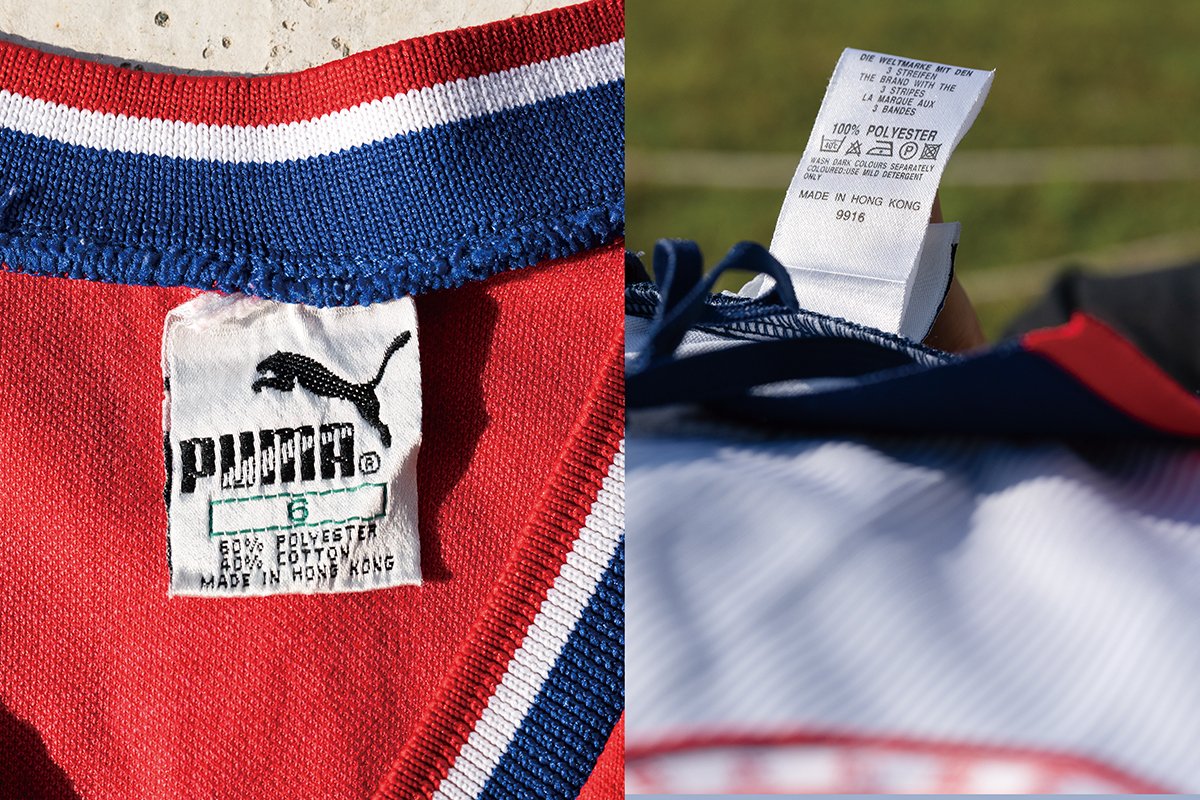 PUMA®
6
60% POLYESTER
40% COTTON
MADE IN HONG KONG
DIE WELTMARKE MIT DEN
3 STREIFEN
THE BRAND WITH THE
3 STRIPES
LA MARQUE AUX
3 BANDES
100% POLYESTER
WASH DARK COLOURS SEPARATELY
COLOURED:USE MILD DETERGENT
ONLY
MADE IN HONG KONG
9916